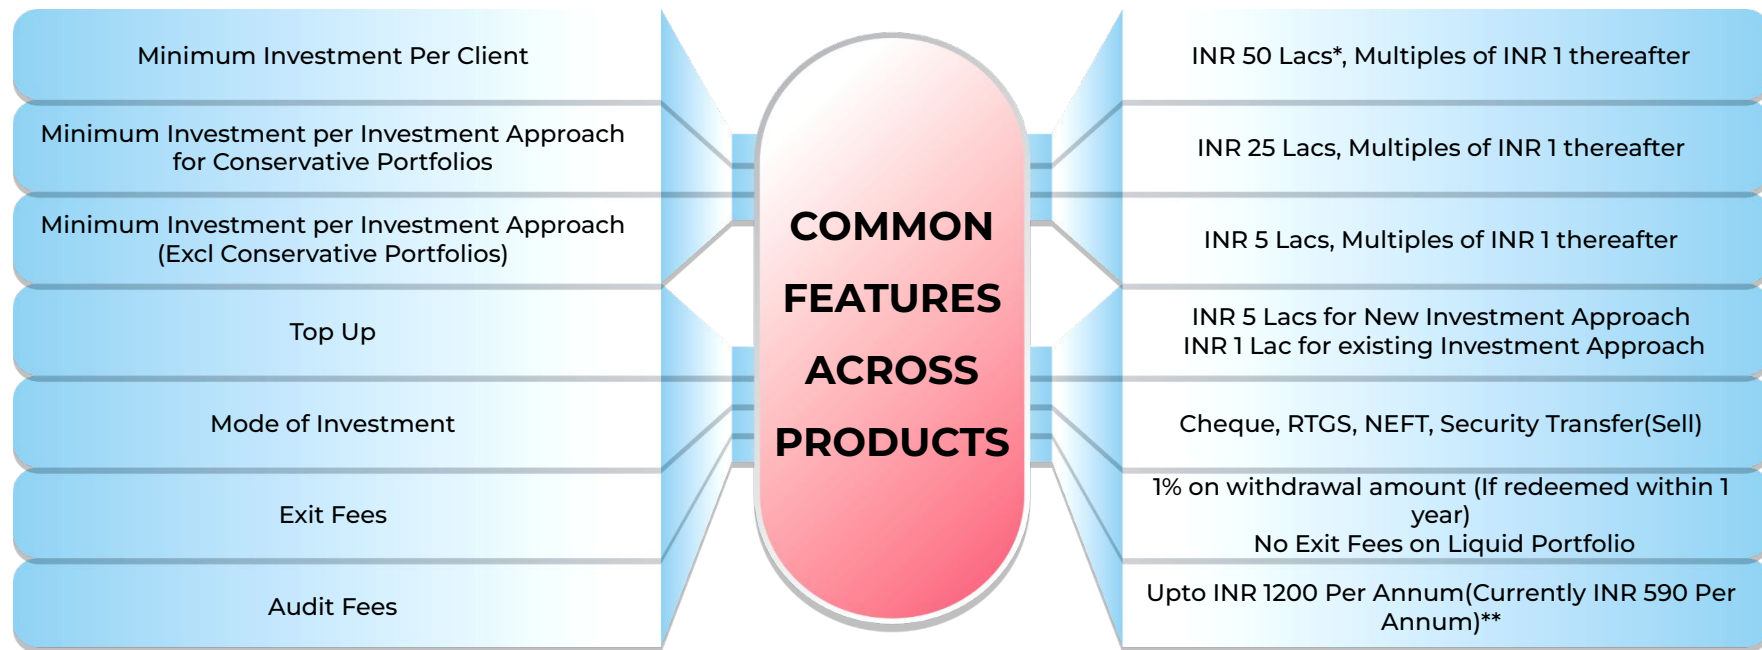 Minimum Investment Per Client
INR 50 Lacs*, Multiples of INR 1 thereafter
Minimum Investment per Investment Approach
for Conservative Portfolios
INR 25 Lacs, Multiples of INR 1 thereafter
Minimum Investment per Investment Approach
(Excl Conservative Portfolios)
INR 5 Lacs, Multiples of INR 1 thereafter
Top Up
INR 5 Lacs for New Investment Approach
INR 1 Lac for existing Investment Approach
Mode of Investment
Cheque, RTGS, NEFT, Security Transfer(Sell)
Exit Fees
1% on withdrawal amount (If redeemed within 1
year)
No Exit Fees on Liquid Portfolio
Audit Fees
Upto INR 1200 Per Annum(Currently INR 590 Per
Annum)**
COMMON
FEATURES
ACROSS
PRODUCTS